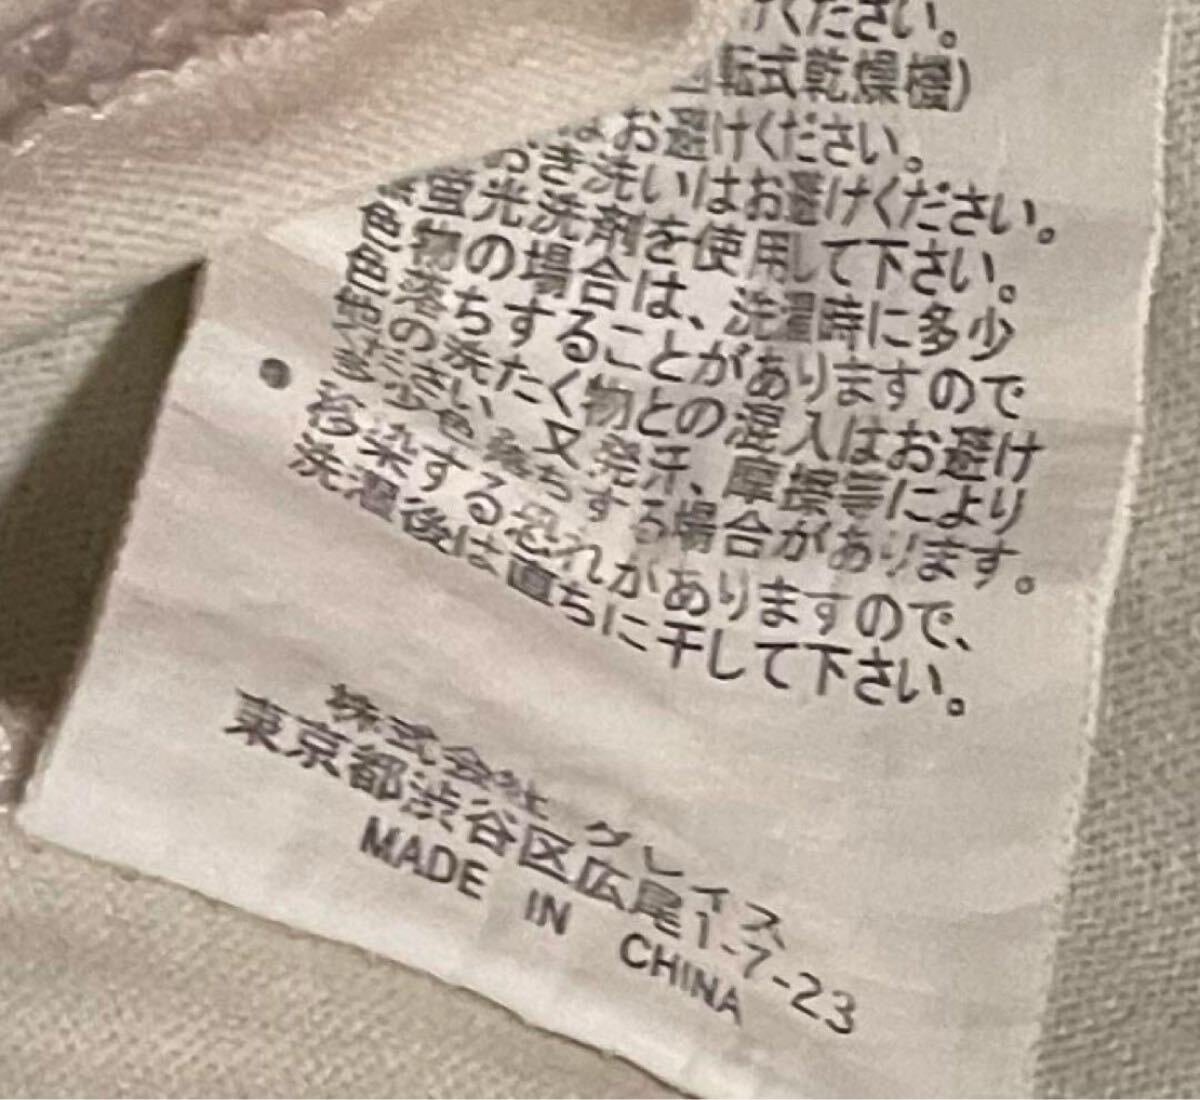 ください。
転式乾燥機)
はお避けください。
おき洗いはお避けください。
蛍光洗剤を使用して下さい。
色物の場合は、洗濯時に多少
色落ちすることがありますので
の洗たく物との混入はお避け
ださい。又発汗、摩擦等により
多少色落ちする場合があります。
移染する恐れがありますので、
洗濯後は直ちに干して下さい。
株式会社 グレイス
東京都渋谷区広尾1-7-23
MADE IN CHINA